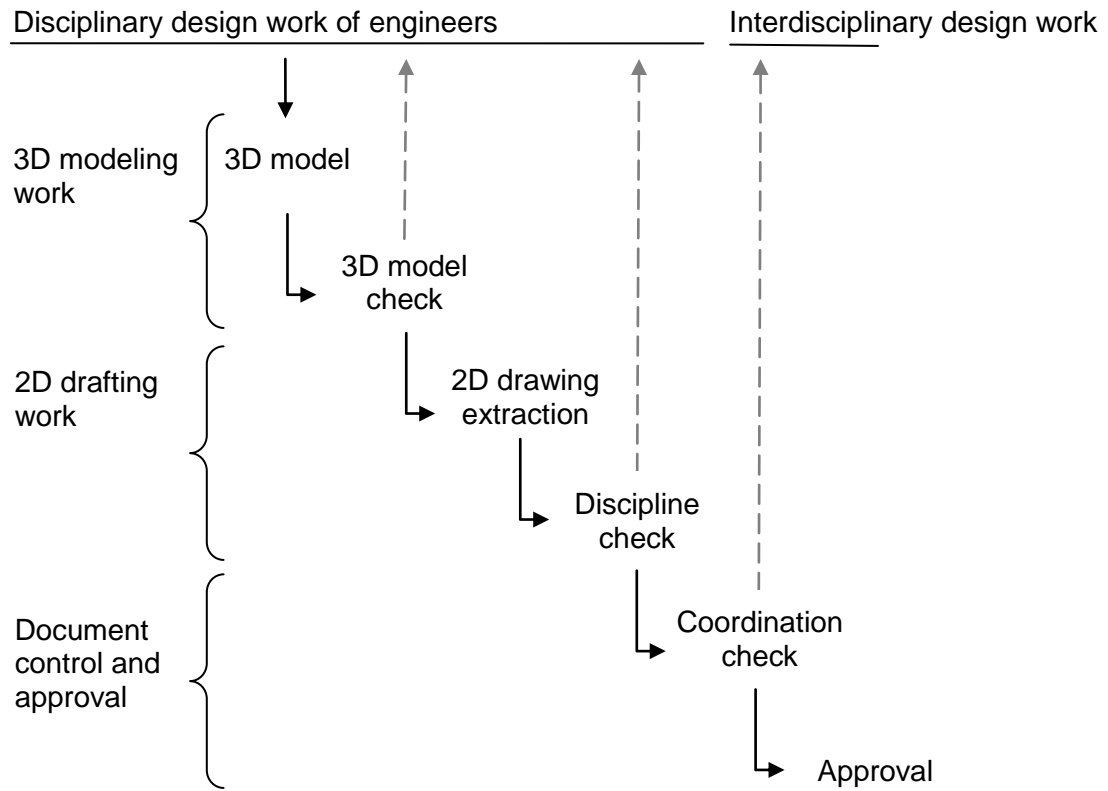 Disciplinary design work of engineers
Interdisciplinary design work
3D modeling
work
3D model
3D model
check
2D drafting
work
2D drawing
extraction
Discipline
check
Document
control and
approval
Coordination
check
Approval